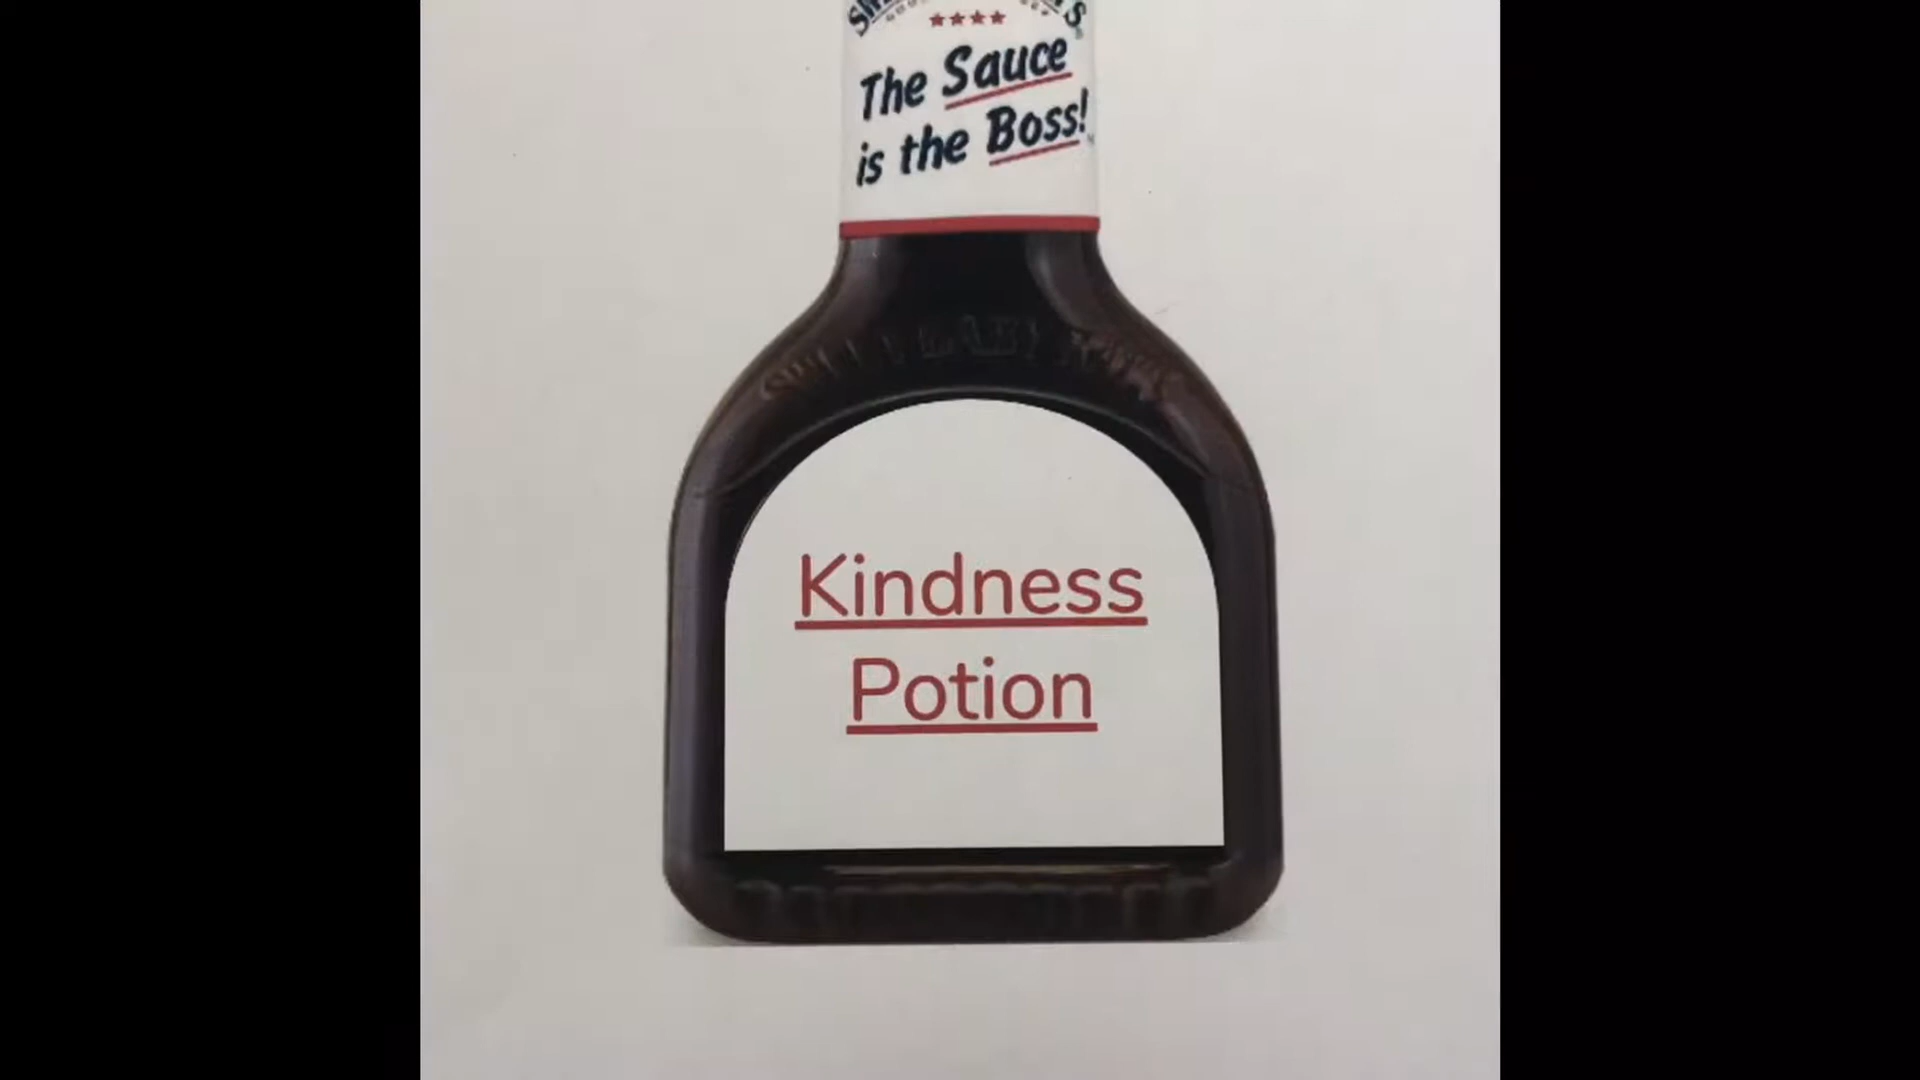 The Sauce
is the Boss!
Kindness
Potion